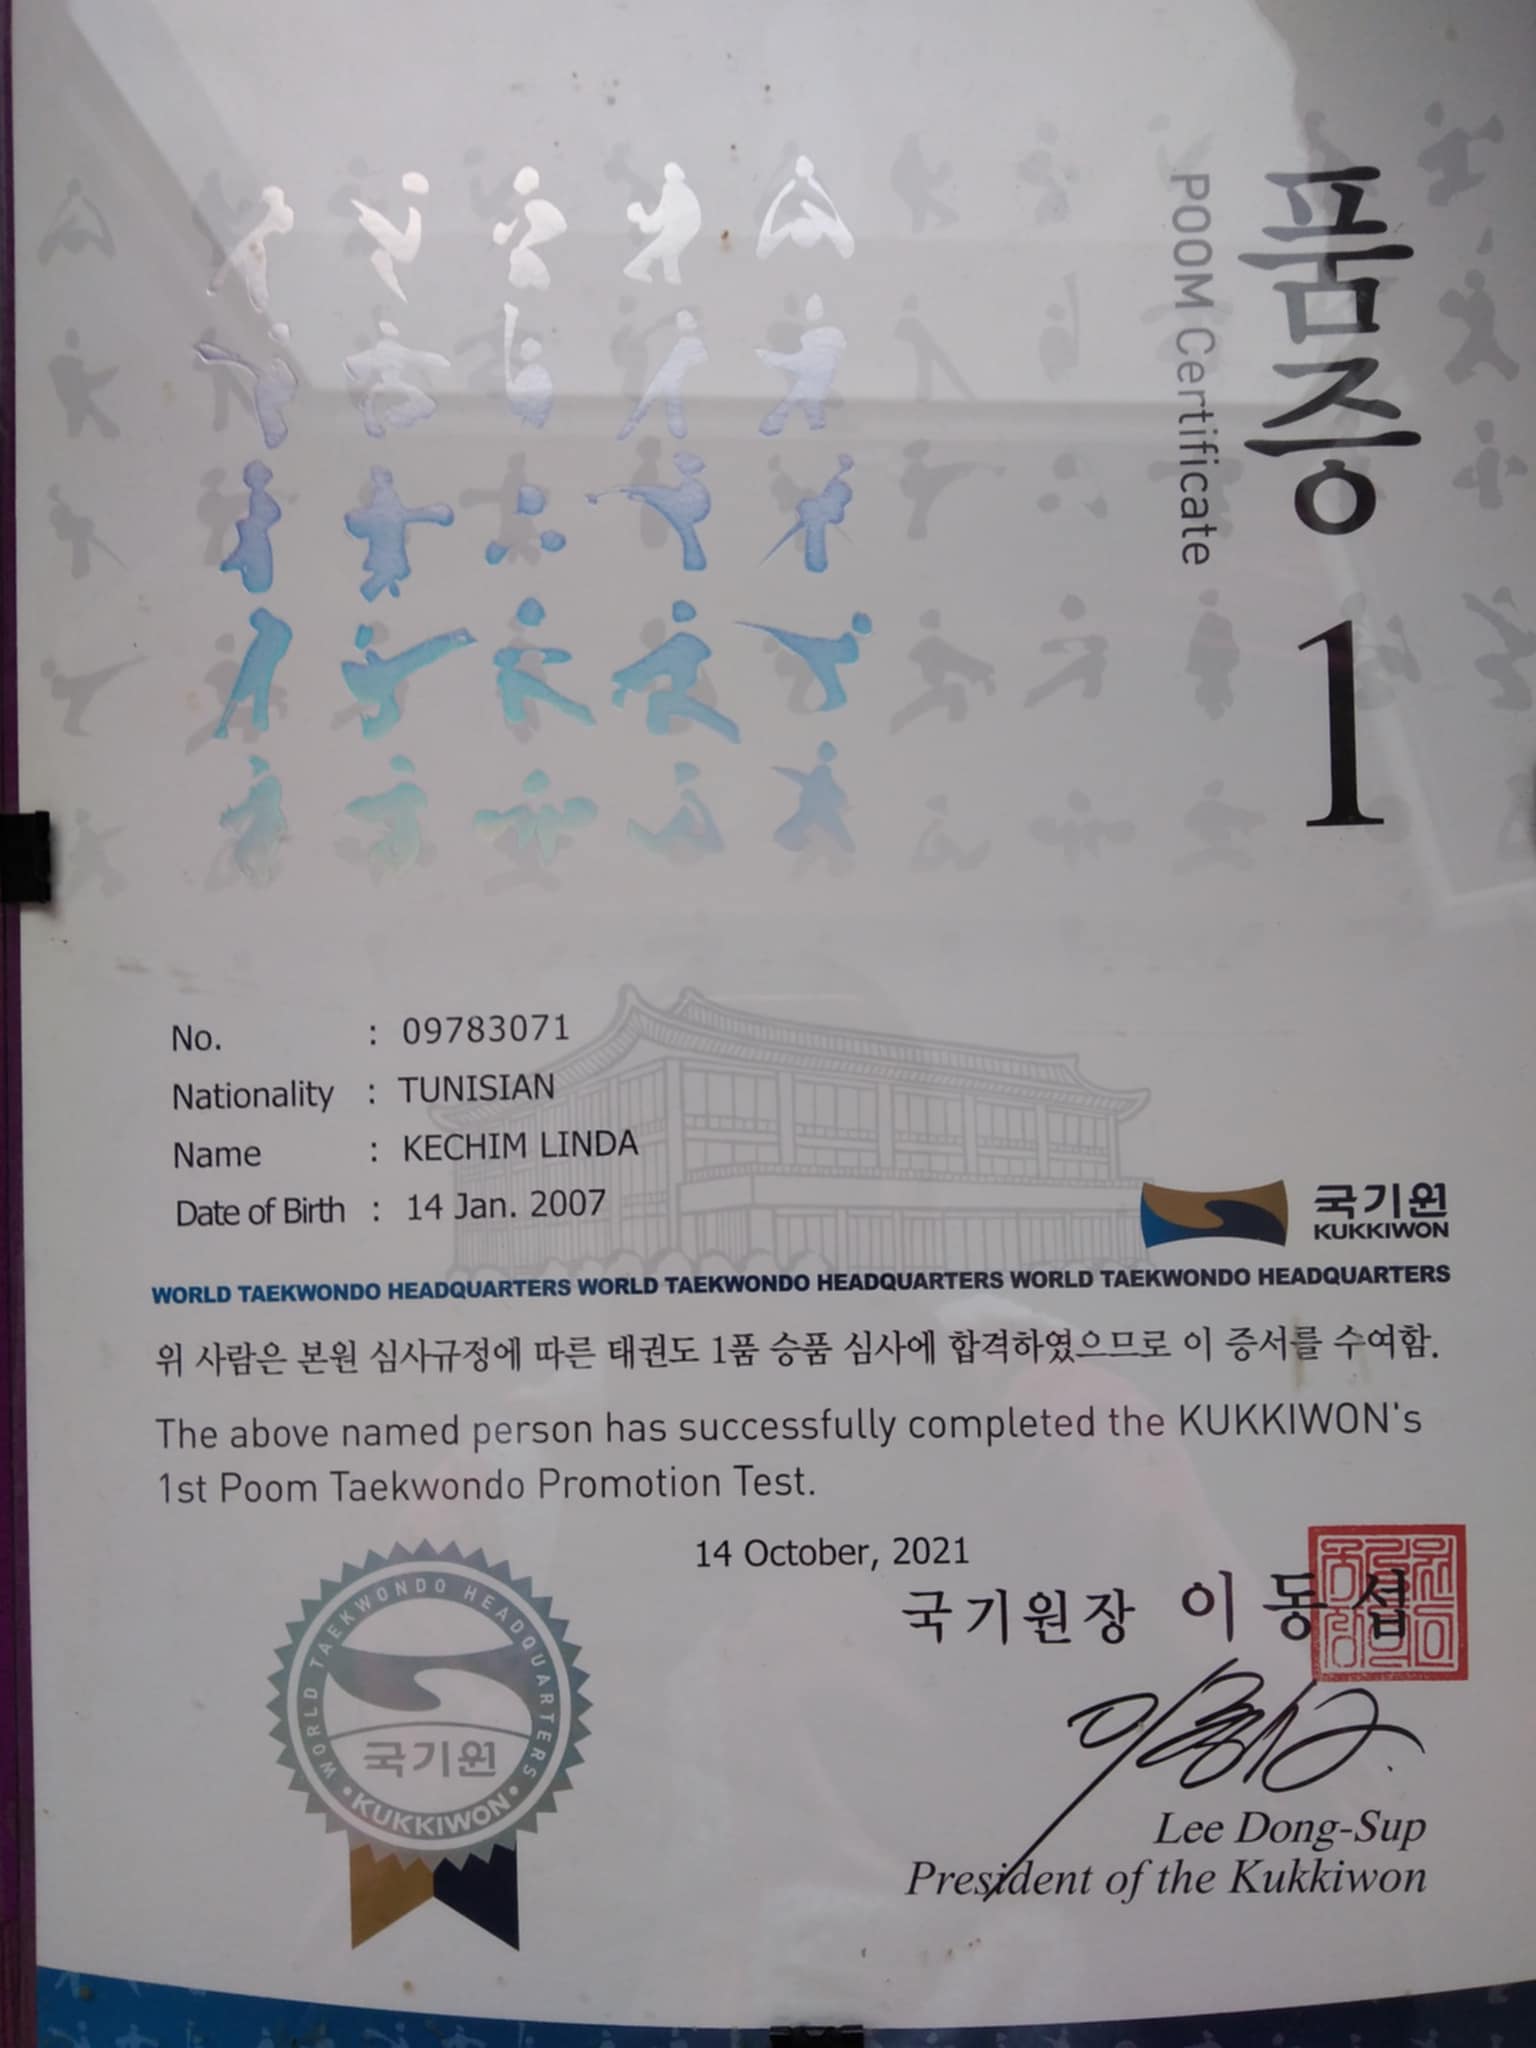 품증 1
POOM Certificate
No. : 09783071
Nationality : TUNISIAN
Name : KECHIM LINDA
Date of Birth : 14 Jan. 2007
국기원
KUKKIWON
WORLD TAEKWONDO HEADQUARTERS WORLD TAEKWONDO HEADQUARTERS WORLD TAEKWONDO HEADQUARTERS
위 사람은 본원 심사규정에 따른 태권도 1품 승품 심사에 합격하였으므로 이 증서를 수여함.
The above named person has successfully completed the KUKKIWON's
1st Poom Taekwondo Promotion Test.
14 October, 2021
국기원장 이동섭
Lee Dong-Sup
President of the Kukkiwon
WORLD TAEKWONDO HEADQUARTERS
국기원
• KUKKIWON •